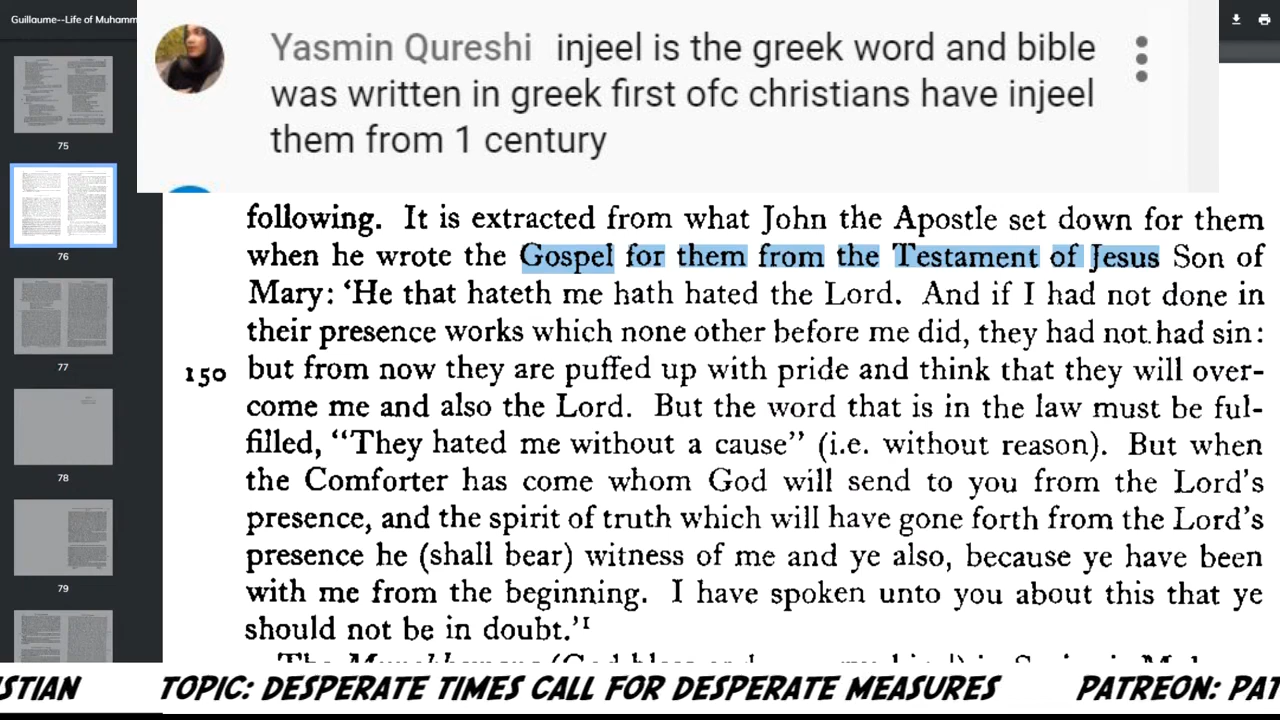 Guillaume--Life of Muhamm
Yasmin Qureshi injeel is the greek word and bible
was written in greek first ofc christians have injeel
them from 1 century
75
76
77
78
79
following. It is extracted from what John the Apostle set down for them
when he wrote the Gospel for them from the Testament of Jesus Son of
Mary: ‘He that hateth me hath hated the Lord. And if I had not done in
their presence works which none other before me did, they had not had sin:
150 but from now they are puffed up with pride and think that they will over-
come me and also the Lord. But the word that is in the law must be ful-
filled, “They hated me without a cause” (i.e. without reason). But when
the Comforter has come whom God will send to you from the Lord’s
presence, and the spirit of truth which will have gone forth from the Lord’s
presence he (shall bear) witness of me and ye also, because ye have been
with me from the beginning. I have spoken unto you about this that ye
should not be in doubt.’¹
STIAN TOPIC: DESPERATE TIMES CALL FOR DESPERATE MEASURES PATREON: PAT